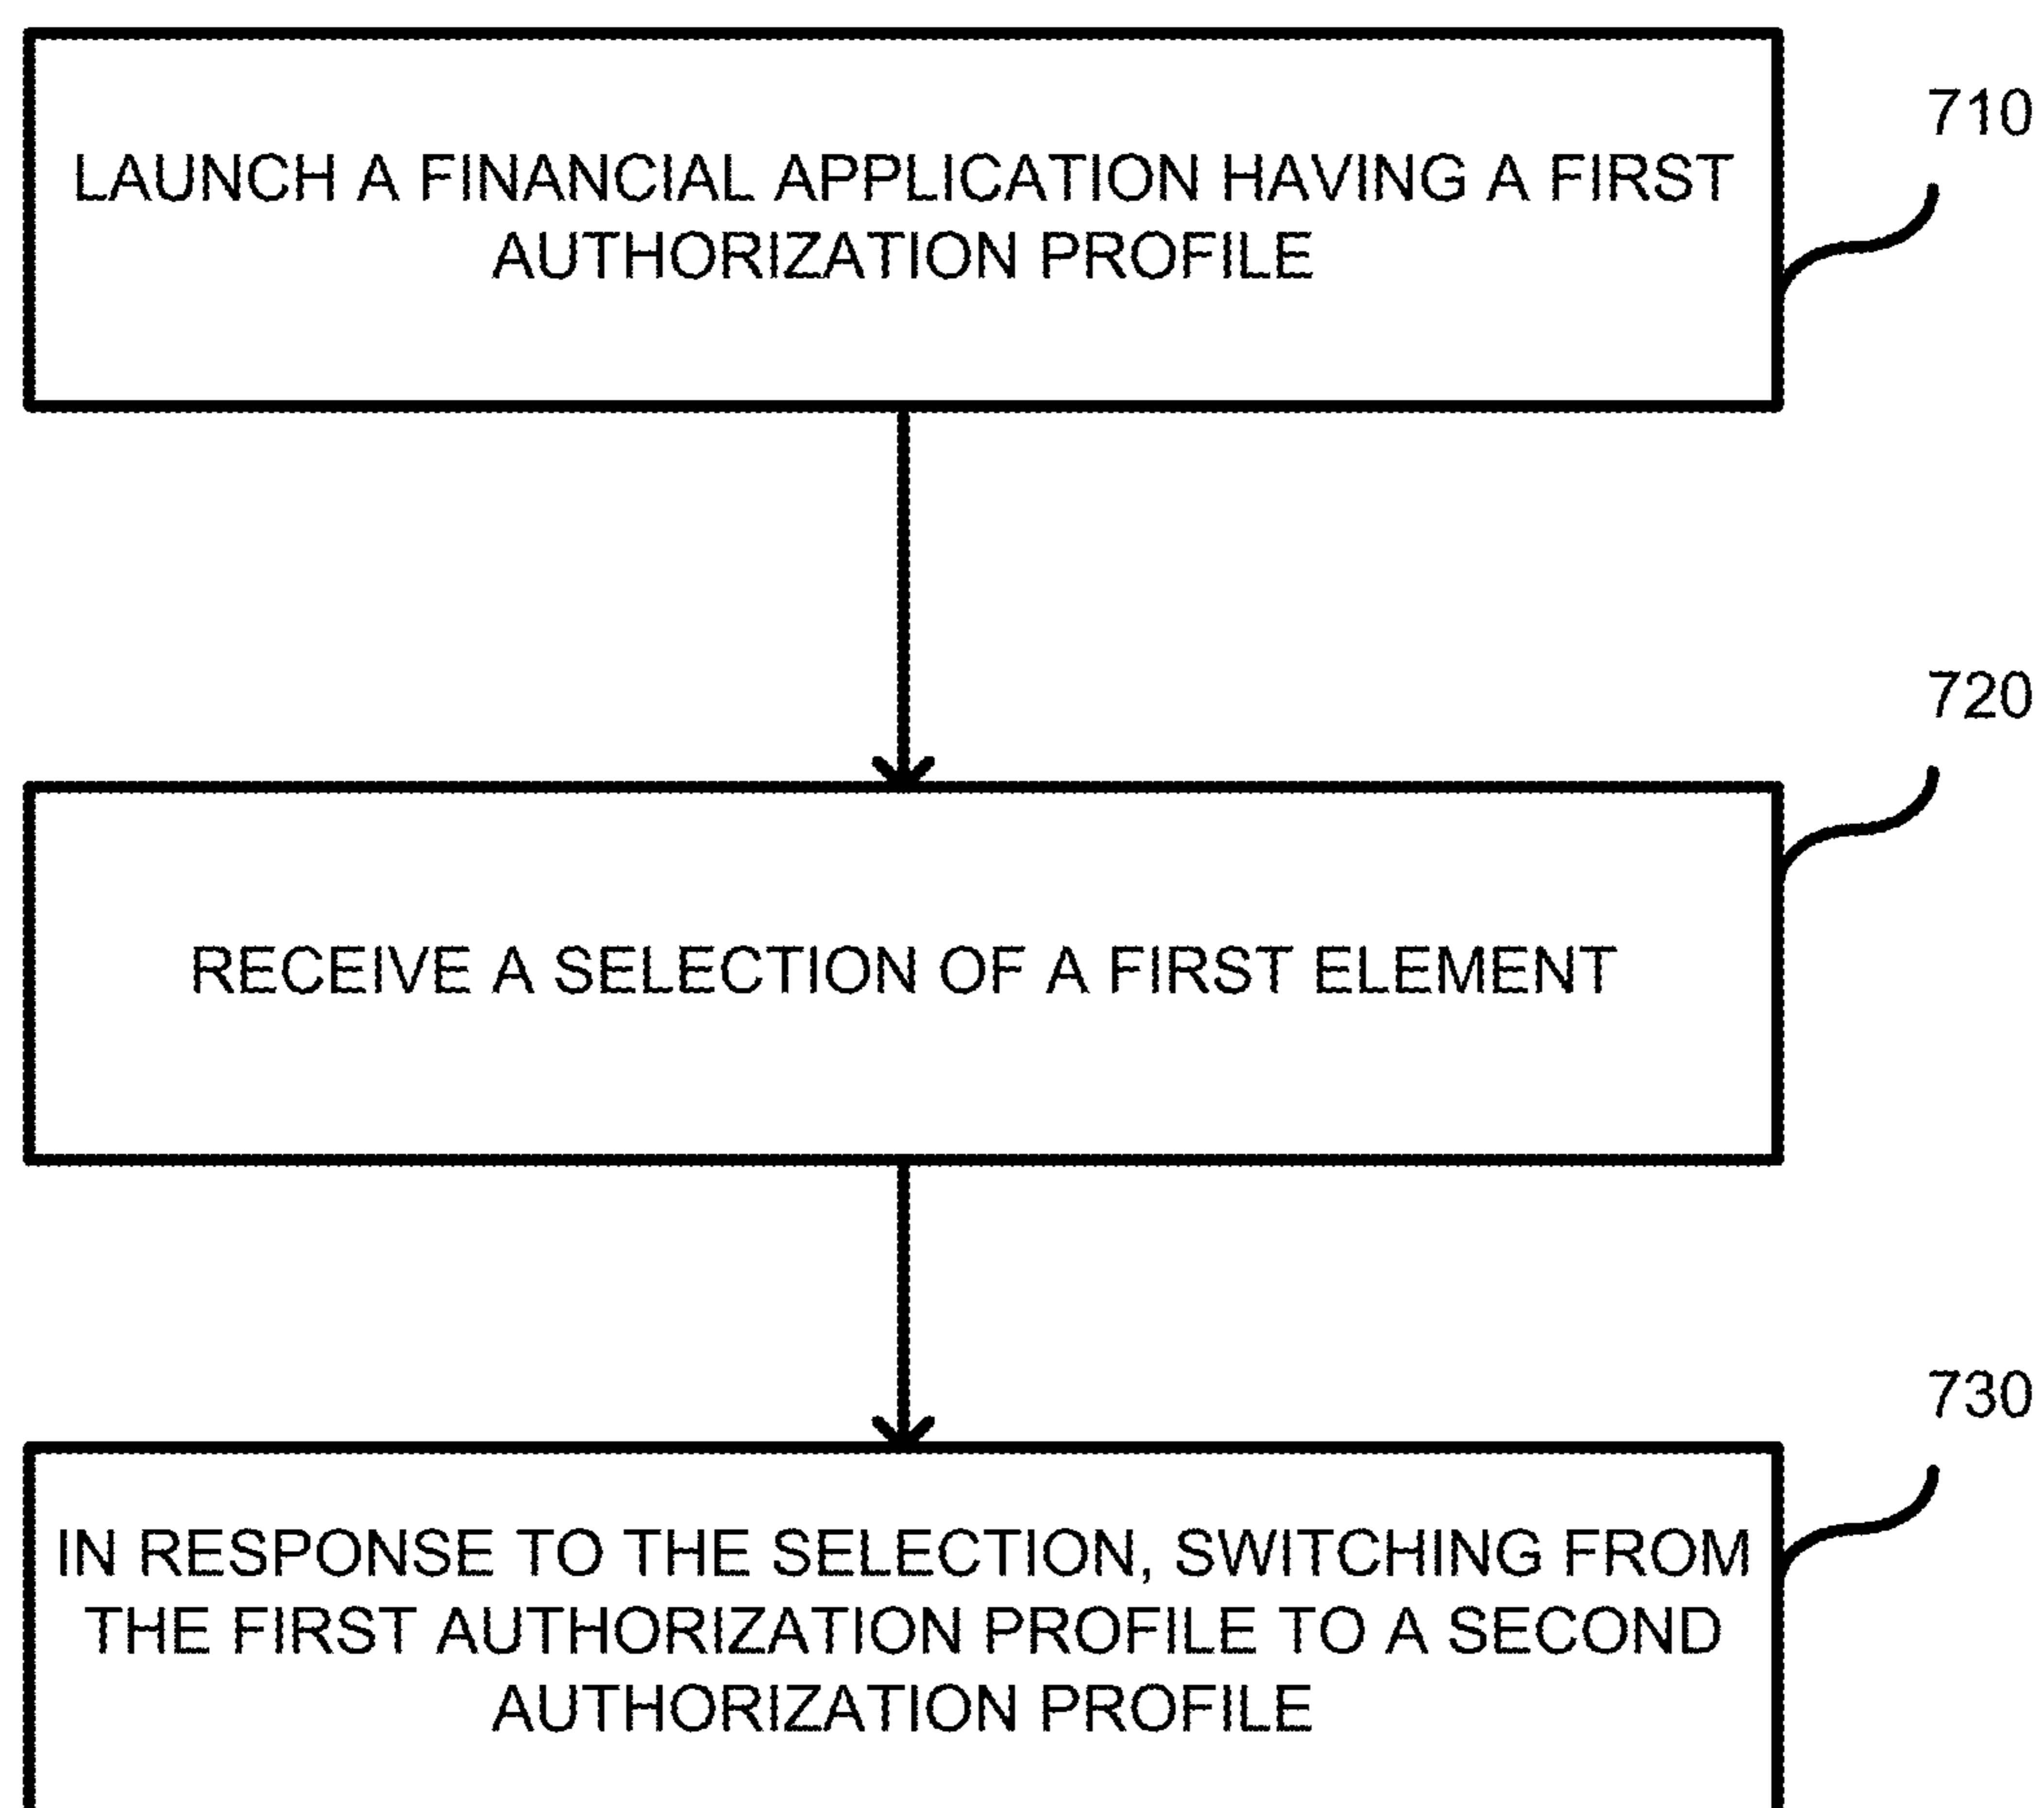 710
LAUNCH A FINANCIAL APPLICATION HAVING A FIRST
AUTHORIZATION PROFILE
720
RECEIVE A SELECTION OF A FIRST ELEMENT
730
IN RESPONSE TO THE SELECTION, SWITCHING FROM
THE FIRST AUTHORIZATION PROFILE TO A SECOND
AUTHORIZATION PROFILE